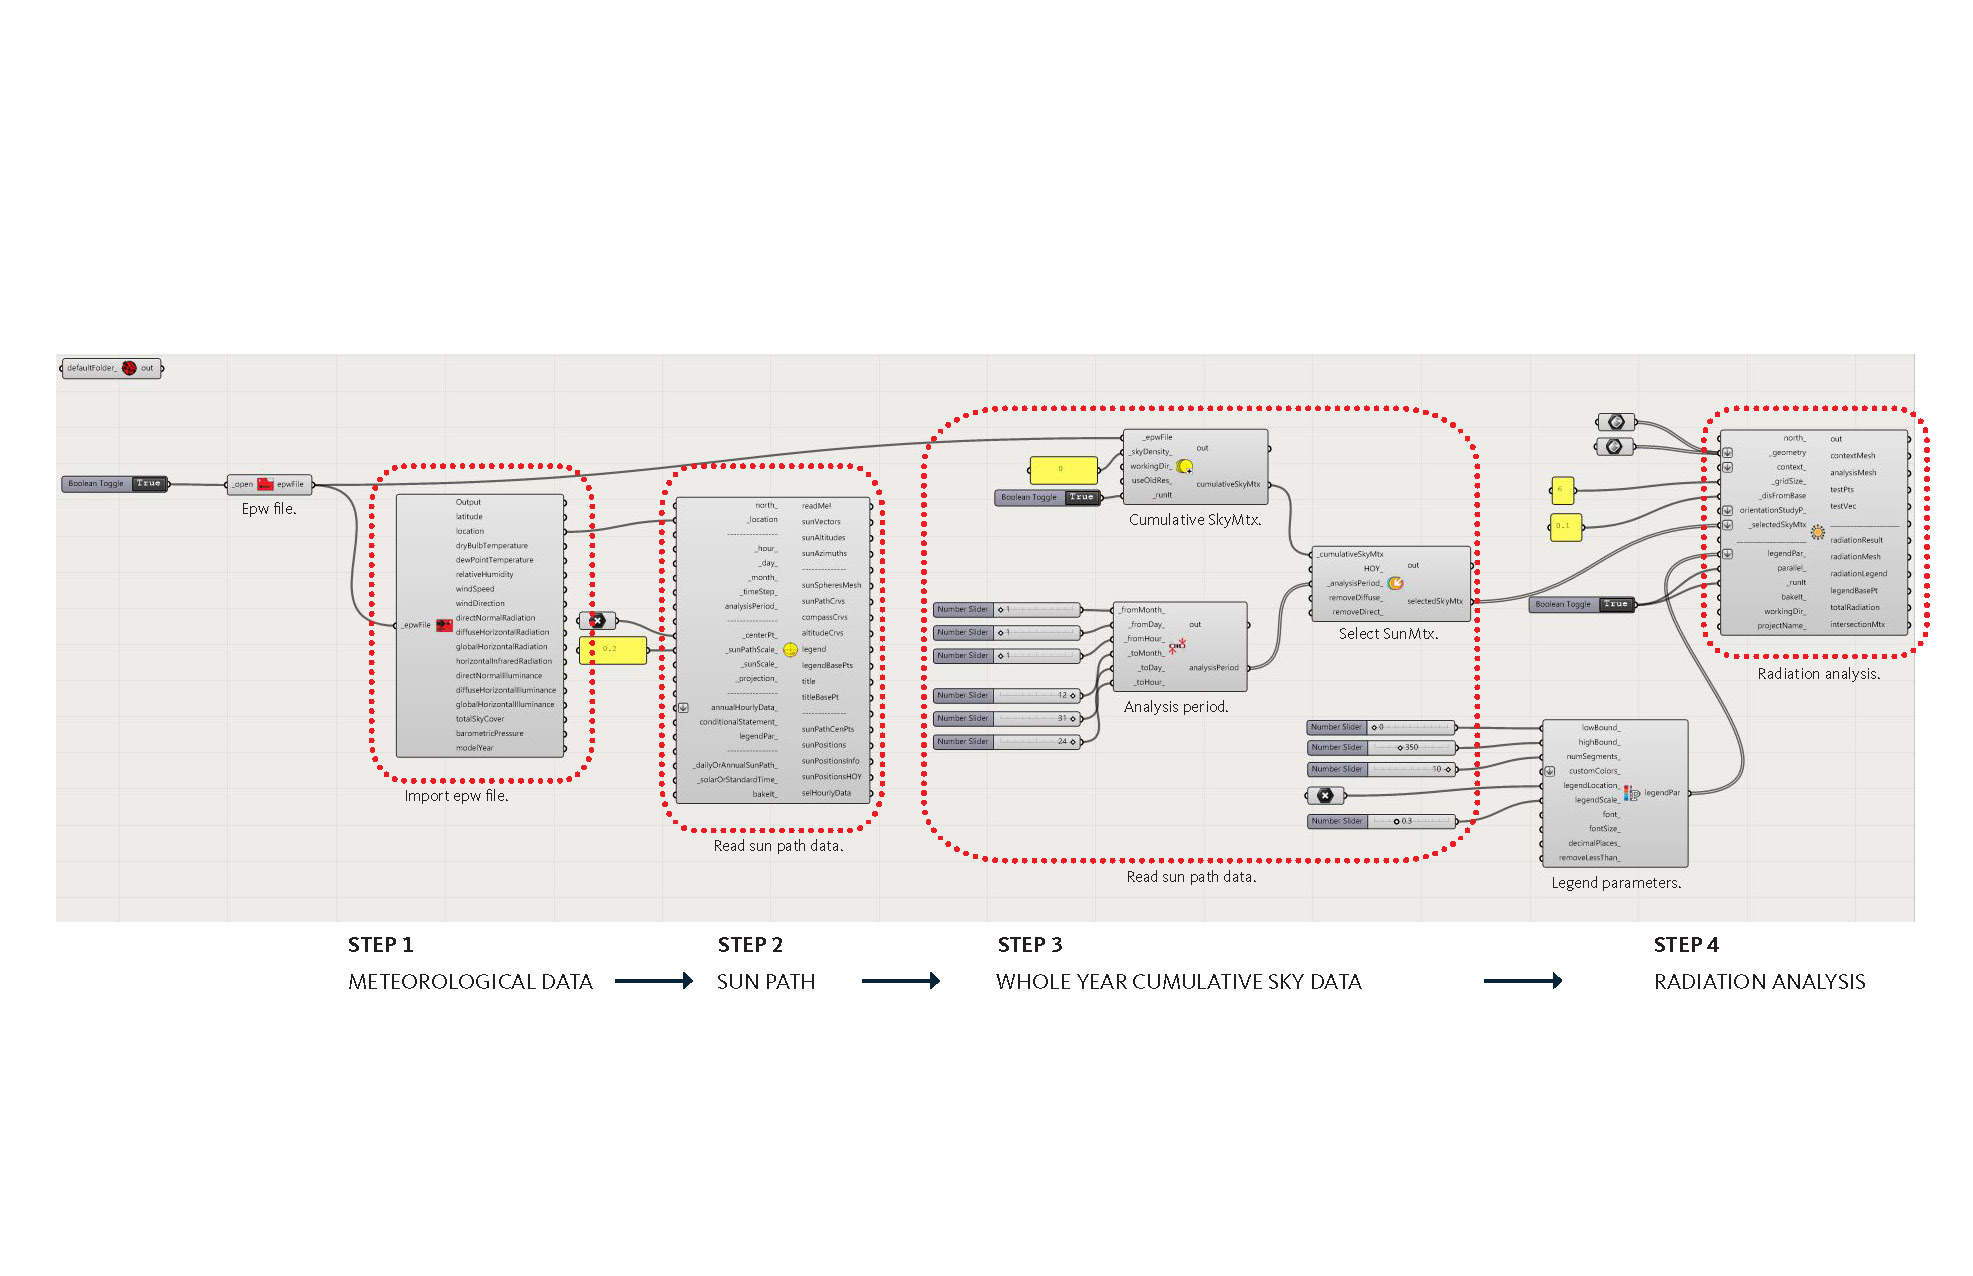 defaultFolder_ out
Boolean Toggle True
_open epwFile
Epw file.
_epwFile
Output
latitude
location
dryBulbTemperature
dewPointTemperature
relativeHumidity
windSpeed
windDirection
directNormalRadiation
diffuseHorizontalRadiation
globalHorizontalRadiation
horizontalInfraredRadiation
directNormalIlluminance
diffuseHorizontalIlluminance
globalHorizontalIlluminance
totalSkyCover
barometricPressure
modelYear
Import epw file.
0.2
north_
_location
---------------
_hour_
_day_
_month_
_timeStep_
analysisPeriod_
---------------
_centerPt_
_sunPathScale_
_sunScale_
_projection_
---------------
annualHourlyData_
conditionalStatement_
legendPar_
---------------
_dailyOrAnnualSunPath_
_solarOrStandardTime_
bakeIt_
readMe!
sunVectors
sunAltitudes
sunAzimuths
-------------
sunSpheresMesh
sunPathCrvs
compassCrvs
altitudeCrvs
legend
legendBasePts
title
titleBasePt
-------------
sunPathCenPts
sunPositions
sunPositionsInfo
sunPositionsHOY
selHourlyData
Read sun path data.
0
Boolean Toggle True
_epwFile
_skyDensity_
workingDir_
useOldRes_
_runIt
out
cumulativeSkyMtx
Cumulative SkyMtx.
Number Slider 1
Number Slider 1
Number Slider 1
Number Slider 12
Number Slider 31
Number Slider 24
_fromMonth_
_fromDay_
_fromHour_
_toMonth_
_toDay_
_toHour_
out
analysisPeriod
Analysis period.
_cumulativeSkyMtx
HOY_
_analysisPeriod_
removeDiffuse_
removeDirect_
out
selectedSkyMtx
Select SunMtx.
Read sun path data.
Number Slider 0
Number Slider 350
Number Slider 10
Number Slider 0.3
lowBound_
highBound_
numSegments_
customColors_
legendLocation_
legendScale_
font_
fontSize_
decimalPlaces_
removeLessThan_
legendPar
Legend parameters.
6
0.1
Boolean Toggle True
north_
_geometry
context_
_gridSize_
_disFromBase
orientationStudyP_
_selectedSkyMtx
legendPar_
parallel_
_runIt
bakeIt_
workingDir_
projectName_
out
contextMesh
analysisMesh
testPts
testVec
radiationResult
radiationMesh
radiationLegend
legendBasePt
totalRadiation
intersectionMtx
Radiation analysis.
STEP 1
METEOROLOGICAL DATA
STEP 2
SUN PATH
STEP 3
WHOLE YEAR CUMULATIVE SKY DATA
STEP 4
RADIATION ANALYSIS